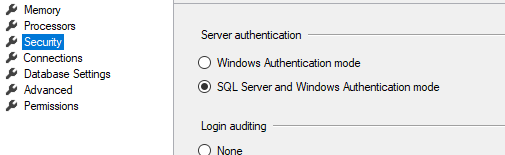 Memory
Processors
Security
Connections
Database Settings
Advanced
Permissions
Server authentication
Windows Authentication mode
SQL Server and Windows Authentication mode
Login auditing
None